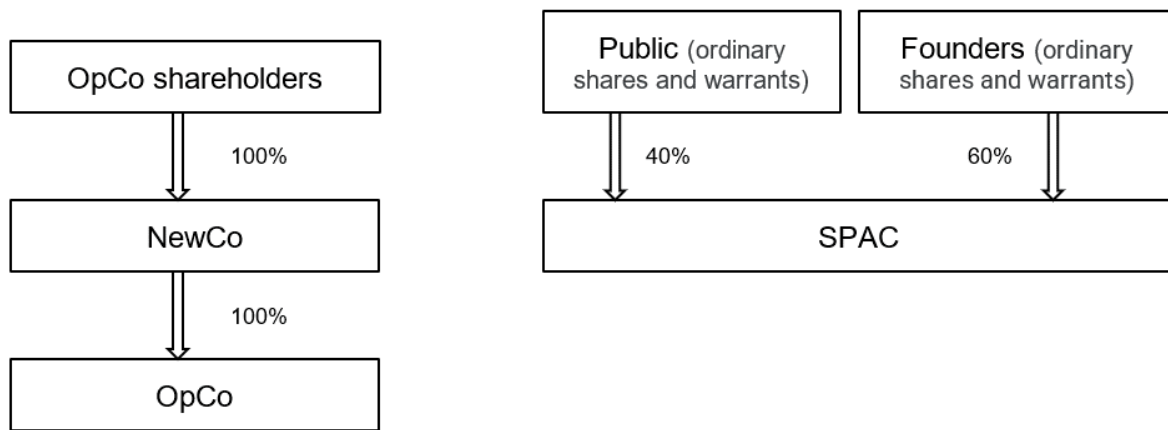 OpCo shareholders
100%
NewCo
100%
OpCo
Public (ordinary
shares and warrants)
Founders (ordinary
shares and warrants)
40%
60%
SPAC